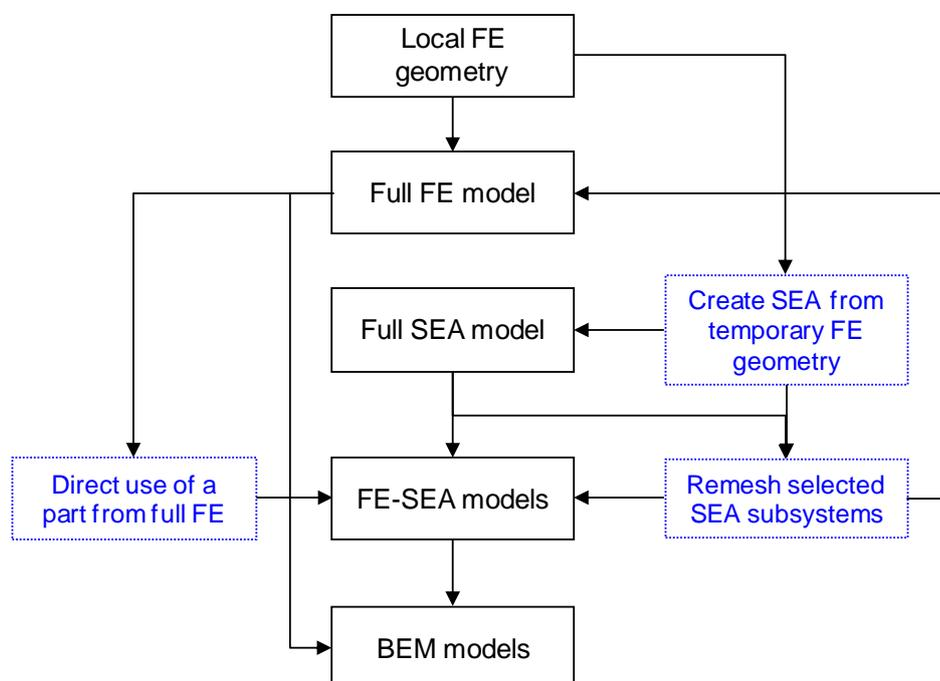 Local FE
geometry
Full FE model
Create SEA from
temporary FE
geometry
Full SEA model
Direct use of a
part from full FE
FE-SEA models
Remesh selected
SEA subsystems
BEM models